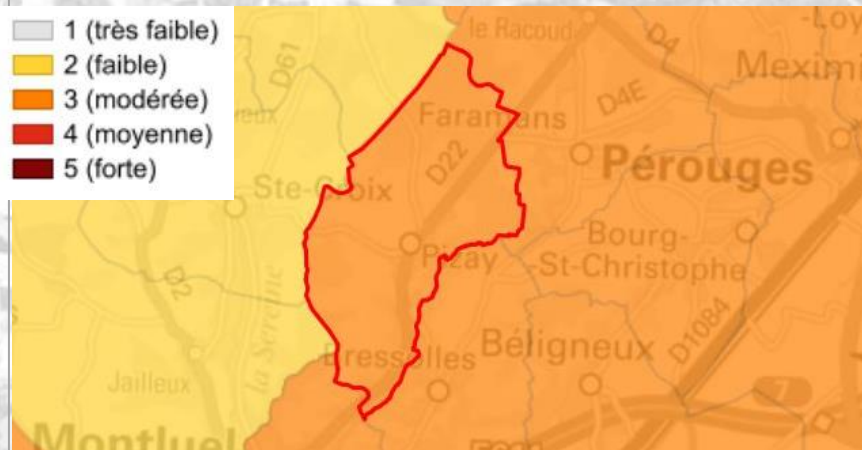 1 (très faible)
2 (faible)
3 (modérée)
4 (moyenne)
5 (forte)
le Racoud
D61
D4
-Loy
Meximi
Faramans
D4E
D22
Pérouges
Ste-Croix
Bourg-
St-Christophe
Pizay
D2
la Sereine
Bressolles
Béligneux
D1084
Jailleux
7
Montluel